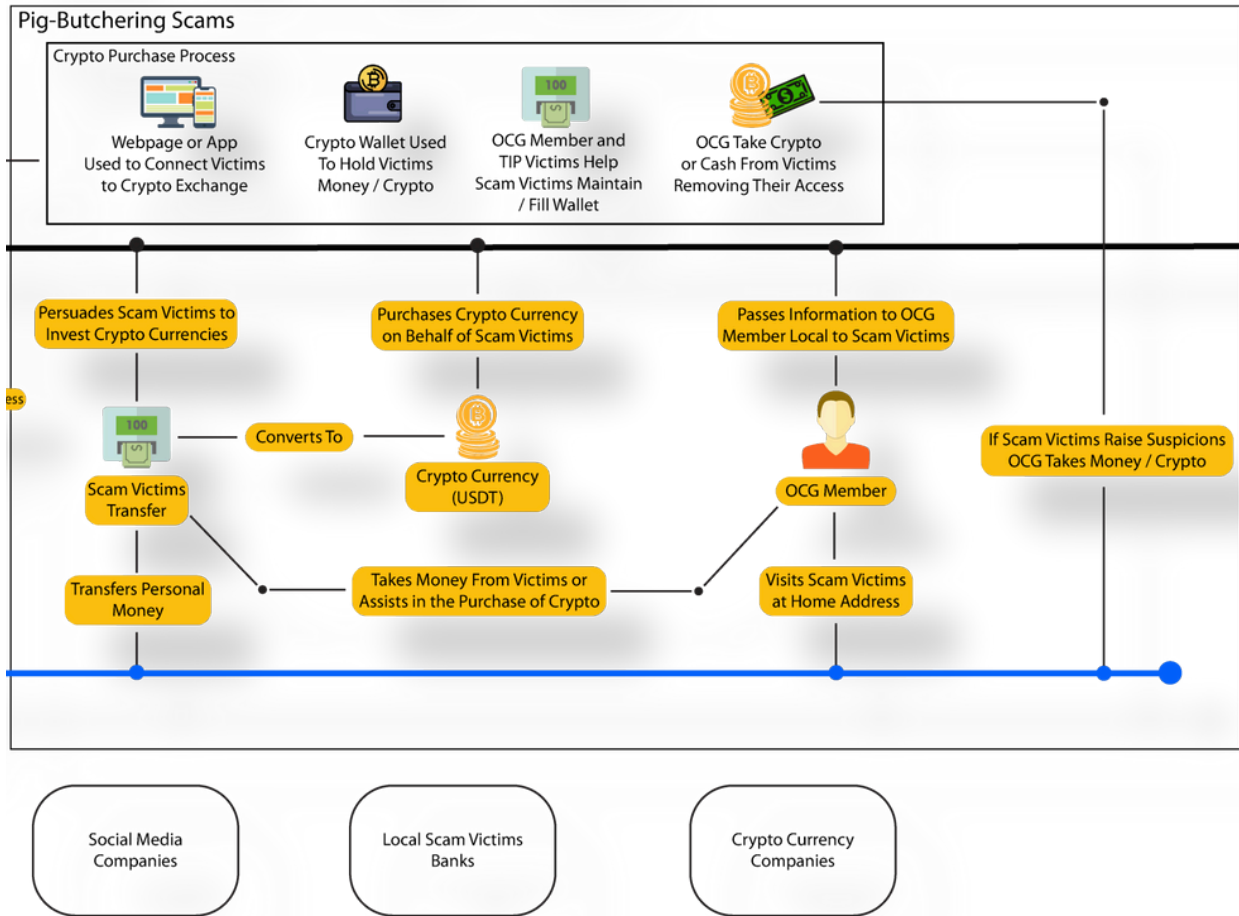 Pig-Butchering Scams
Crypto Purchase Process
Webpage or App
Used to Connect Victims
to Crypto Exchange
Crypto Wallet Used
To Hold Victims
Money / Crypto
100
OCG Member and
TIP Victims Help
Scam Victims Maintain
/ Fill Wallet
OCG Take Crypto
or Cash From Victims
Removing Their Access
Persuades Scam Victims to
Invest Crypto Currencies
Purchases Crypto Currency
on Behalf of Scam Victims
Passes Information to OCG
Member Local to Scam Victims
ess
100
Scam Victims
Transfer
Converts To
Crypto Currency
(USDT)
OCG Member
If Scam Victims Raise Suspicions
OCG Takes Money / Crypto
Transfers Personal
Money
Takes Money From Victims or
Assists in the Purchase of Crypto
Visits Scam Victims
at Home Address
Social Media
Companies
Local Scam Victims
Banks
Crypto Currency
Companies